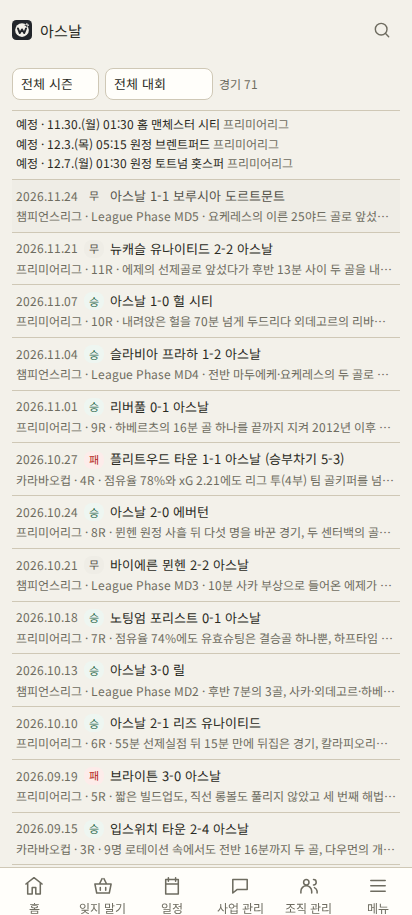 아스날
전체 시즌 전체 대회 경기 71
예정 · 11.30.(월) 01:30 홈 맨체스터 시티 프리미어리그
예정 · 12.3.(목) 05:15 원정 브렌트퍼드 프리미어리그
예정 · 12.7.(월) 01:30 원정 토트넘 홋스퍼 프리미어리그
2026.11.24 무 아스날 1-1 보루시아 도르트문트
챔피언스리그 · League Phase MD5 · 요케레스의 이른 25야드 골로 앞섰…
2026.11.21 무 뉴캐슬 유나이티드 2-2 아스날
프리미어리그 · 11R · 에제의 선제골로 앞섰다가 후반 13분 사이 두 골을 내…
2026.11.07 승 아스날 1-0 헐 시티
프리미어리그 · 10R · 내려앉은 헐을 70분 넘게 두드리다 외데고르의 리바…
2026.11.04 승 슬라비아 프라하 1-2 아스날
챔피언스리그 · League Phase MD4 · 전반 마두에케·요케레스의 두 골로 …
2026.11.01 승 리버풀 0-1 아스날
프리미어리그 · 9R · 하베르츠의 16분 골 하나를 끝까지 지켜 2012년 이후 …
2026.10.27 패 플리트우드 타운 1-1 아스날 (승부차기 5-3)
카라바오컵 · 4R · 점유율 78%와 xG 2.21에도 리그 투(4부) 팀 골키퍼를 넘…
2026.10.24 승 아스날 2-0 에버턴
프리미어리그 · 8R · 뮌헨 원정 사흘 뒤 다섯 명을 바꾼 경기, 두 센터백의 골…
2026.10.21 무 바이에른 뮌헨 2-2 아스날
챔피언스리그 · League Phase MD3 · 10분 사카 부상으로 들어온 에제가 …
2026.10.18 승 노팅엄 포리스트 0-1 아스날
프리미어리그 · 7R · 점유율 74%에도 유효슈팅은 결승골 하나뿐, 하프타임 …
2026.10.13 승 아스날 3-0 릴
챔피언스리그 · League Phase MD2 · 후반 7분의 3골, 사카·외데고르·하베…
2026.10.10 승 아스날 2-1 리즈 유나이티드
프리미어리그 · 6R · 55분 선제실점 뒤 15분 만에 뒤집은 경기, 칼라피오리…
2026.09.19 패 브라이튼 3-0 아스날
프리미어리그 · 5R · 짧은 빌드업도, 직선 롱볼도 풀리지 않았고 세 번째 해법…
2026.09.15 승 입스위치 타운 2-4 아스날
카라바오컵 · 3R · 9명 로테이션 속에서도 전반 16분까지 두 골, 다우먼의 개…
홈 잊지 말기 일정 사업 관리 조직 관리 메뉴